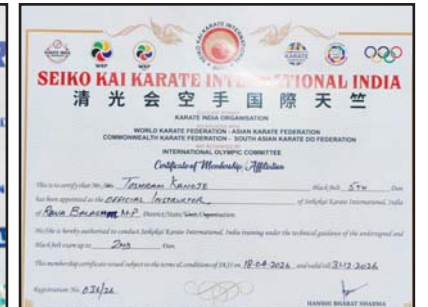 SEIKO KAI KARATE INTERNATIONAL INDIA
清光会空手国際天竺
KARATE INDIA ORGANISATION
WORLD KARATE FEDERATION - ASIAN KARATE FEDERATION
COMMONWEALTH KARATE FEDERATION - SOUTH ASIAN KARATE DO FEDERATION
INTERNATIONAL OLYMPIC COMMITTEE
Certificate of Membership/Affiliation
This is to certify that Mr./Ms. TOSHRAM KANOJE Black Belt 5TH Dan
has been appointed as the OFFICIAL INSTRUCTOR of Seikokai Karate International, India
of M.P. District/State/Unit/Organisation
He/She is hereby authorised to conduct Seikokai Karate International, India training under the technical guidance of the undersigned and
Black belt exam up to 2ND Dan.
This membership certificate issued subject to the terms & conditions of SKII on 18-04-2026 and valid till 31-12-2026
Registration No. 036/26
HANSHI BHARAT SHARMA